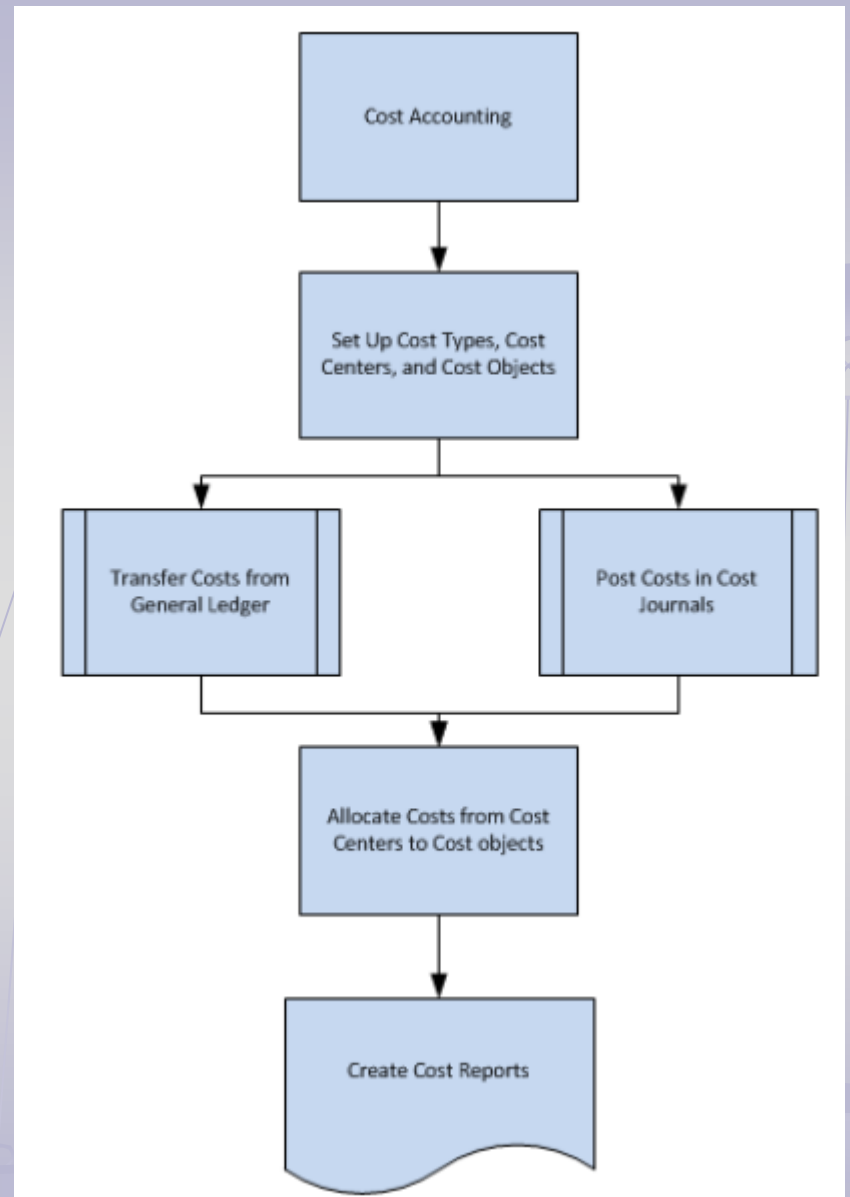 Cost Accounting
Set Up Cost Types, Cost
Centers, and Cost Objects
Transfer Costs from
General Ledger
Post Costs in Cost
Journals
Allocate Costs from Cost
Centers to Cost objects
Create Cost Reports